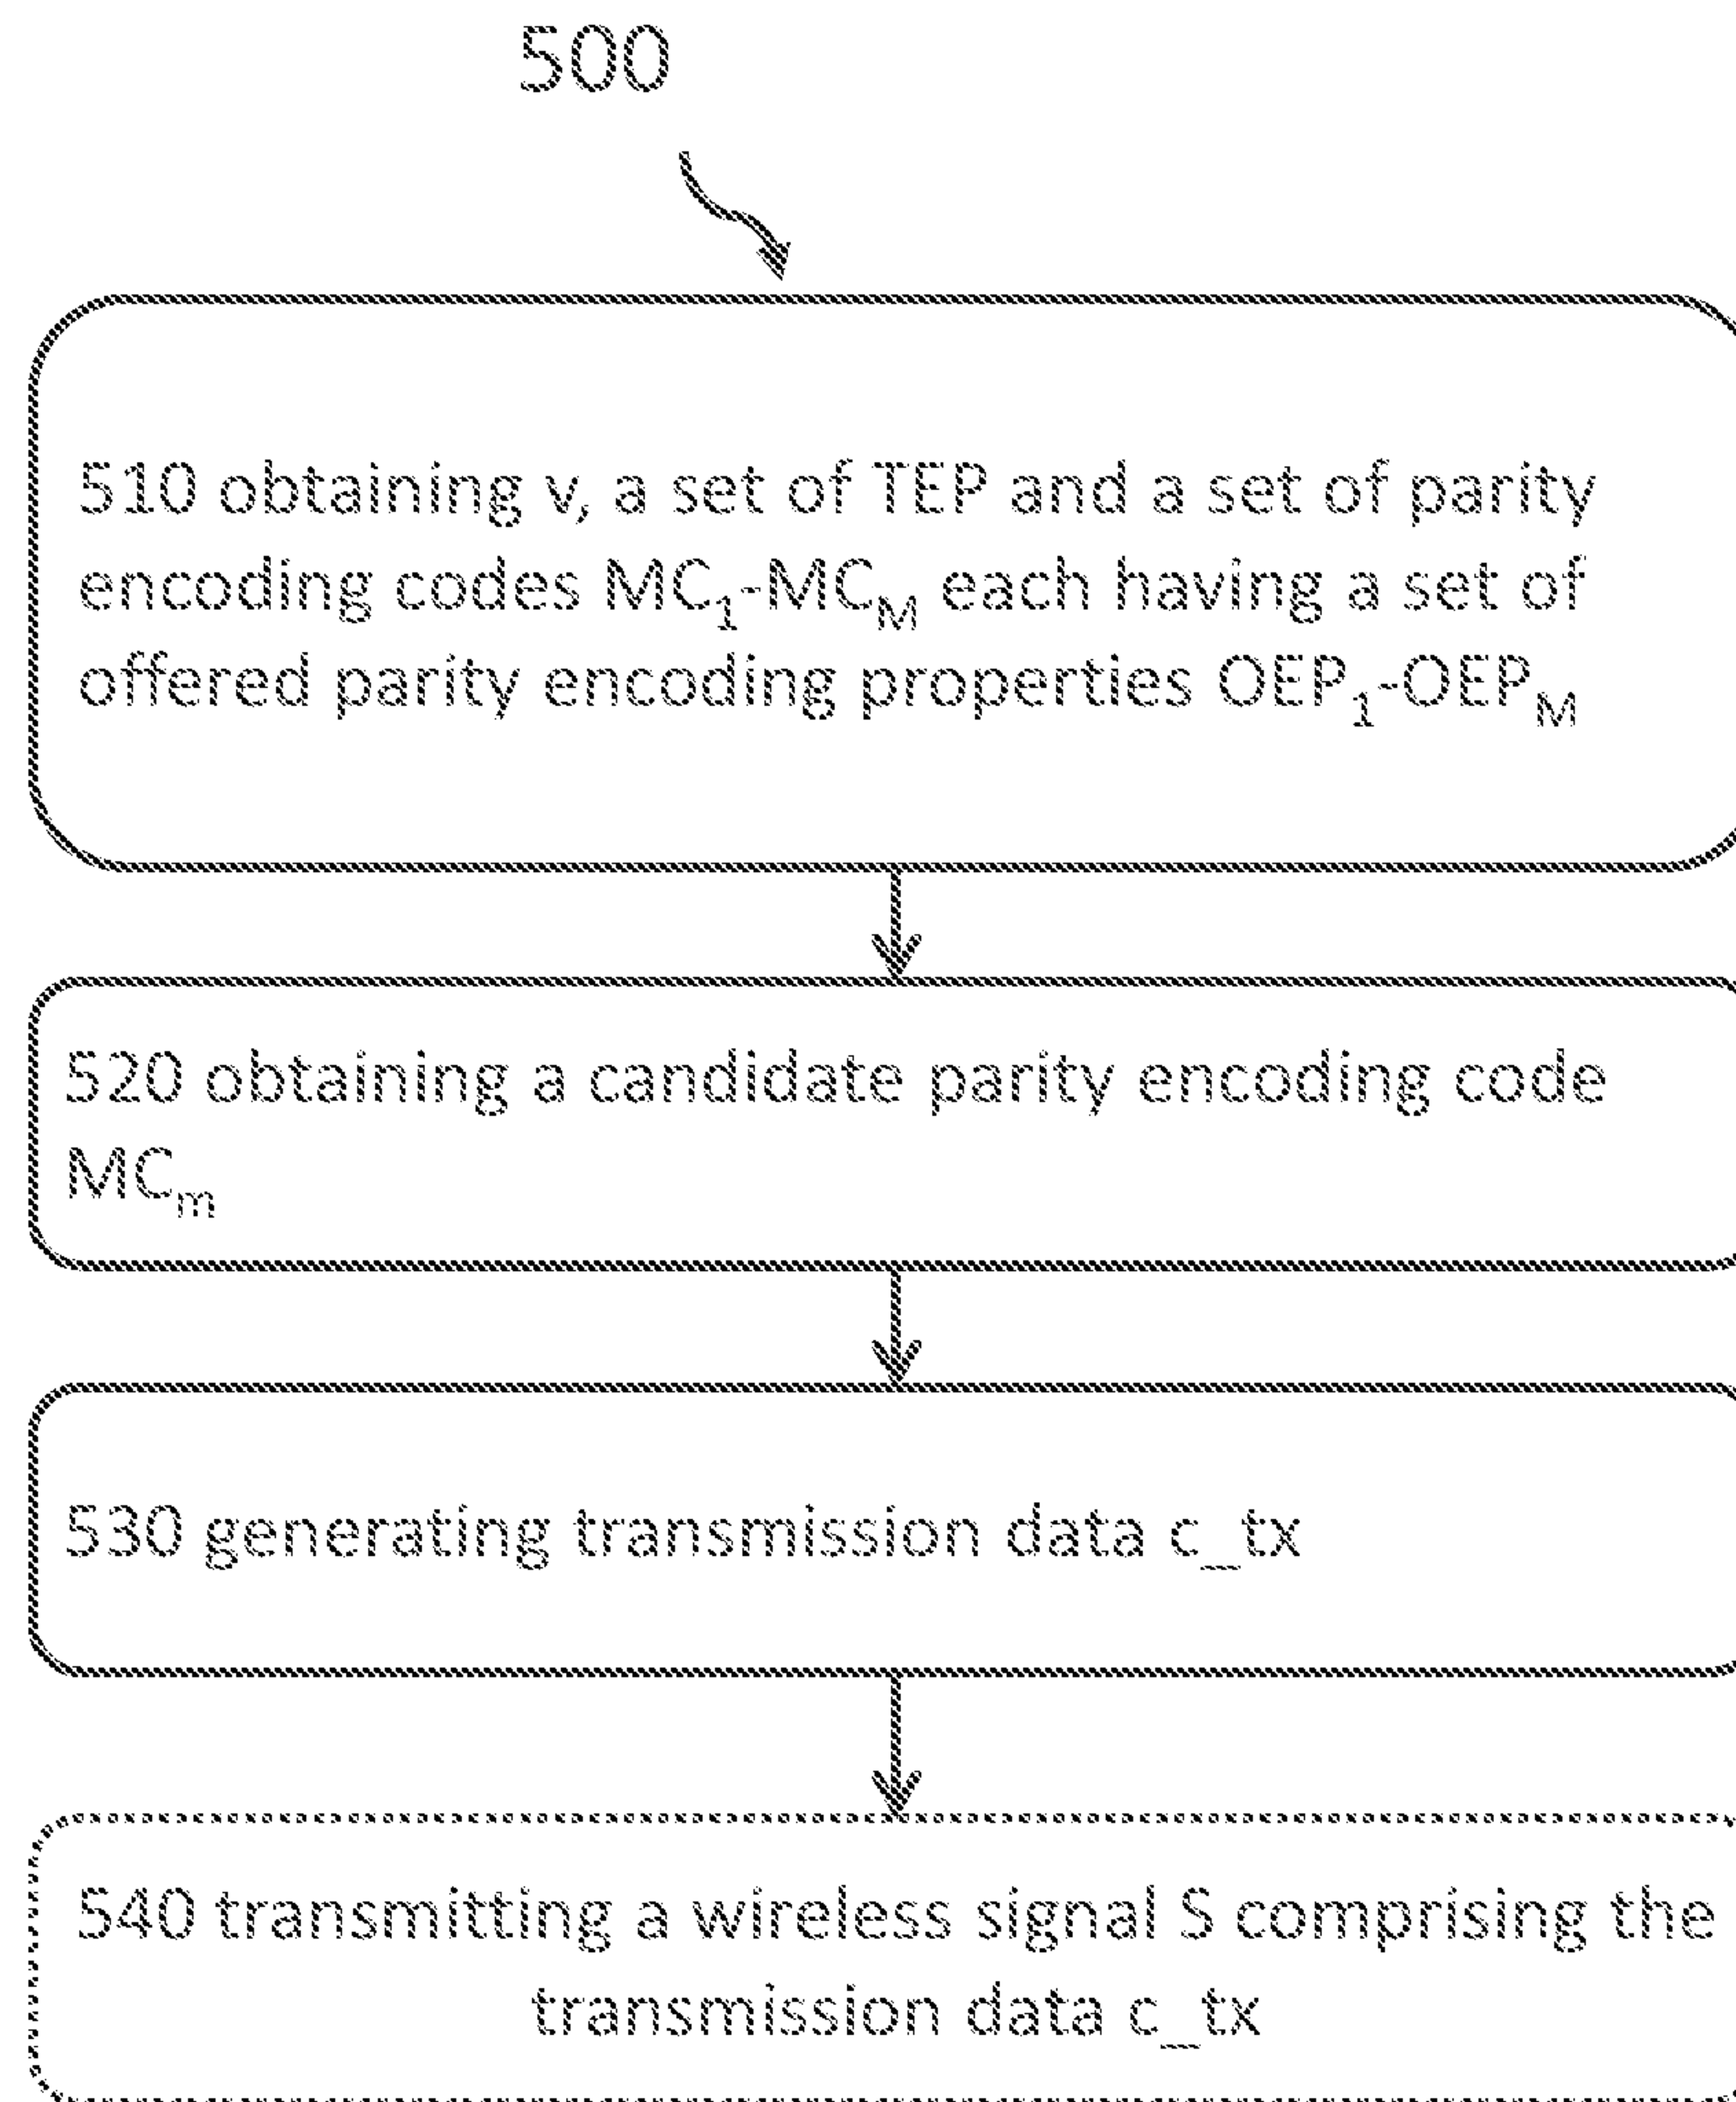 500
510 obtaining v, a set of TEP and a set of parity
encoding codes MC₁-MC_M each having a set of
offered parity encoding properties OEP₁-OEP_M
520 obtaining a candidate parity encoding code
MCₘ
530 generating transmission data c_tx
540 transmitting a wireless signal S comprising the
transmission data c_tx